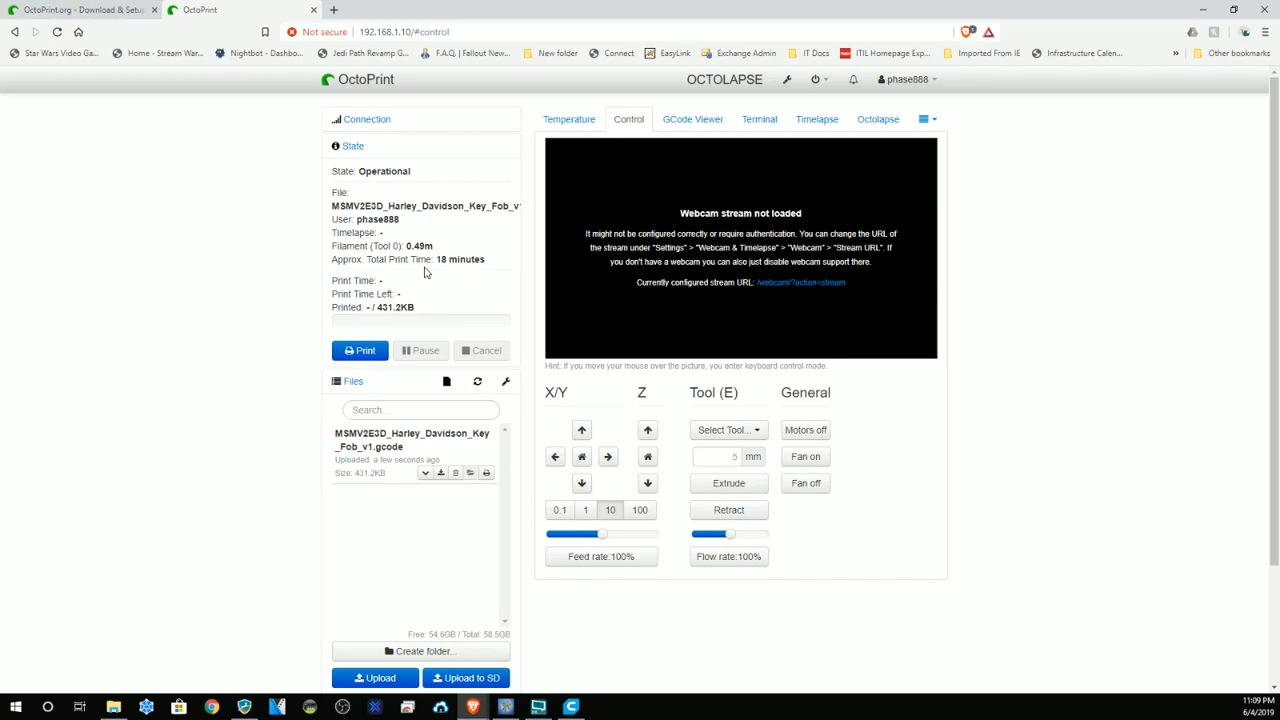 OctoPrint.org - Download & Setup
OctoPrint
Not secure
192.168.1.10/#control
Star Wars Video Ga...
Home - Stream War...
Nightbot - Dashbo...
Jedi Path Revamp G...
F.A.Q. | Fallout New...
New folder
Connect
EasyLink
Exchange Admin
IT Docs
ITIL Homepage Exp...
Imported From IE
Infrastructure Calen...
Other bookmarks
OctoPrint
OCTOLAPSE
phase888
Connection
Temperature
Control
GCode Viewer
Terminal
Timelapse
Octolapse
State
State: Operational
File:
MSMV2E3D_Harley_Davidson_Key_Fob_v
User: phase888
Timelapse: -
Filament (Tool 0): 0.49m
Approx. Total Print Time: 18 minutes
Print Time: -
Print Time Left: -
Printed: - / 431.2KB
Print
Pause
Cancel
Webcam stream not loaded
It might not be configured correctly or require authentication. You can change the URL of
the stream under "Settings" > "Webcam & Timelapse" > "Webcam" > "Stream URL". If
you don't have a webcam you can also just disable webcam support there.
Currently configured stream URL: /webcam/?action=stream
Hint: If you move your mouse over the picture, you enter keyboard control mode.
Files
Search...
MSMV2E3D_Harley_Davidson_Key
_Fob_v1.gcode
Uploaded: a few seconds ago
Size: 431.2KB
Free: 54.6GB / Total: 58.5GB
Create folder...
Upload
Upload to SD
X/Y
Z
Tool (E)
General
Select Tool...
Motors off
5 mm
Fan on
Extrude
Fan off
0.1
1
10
100
Retract
Feed rate:100%
Flow rate:100%
11:09 PM
6/4/2019